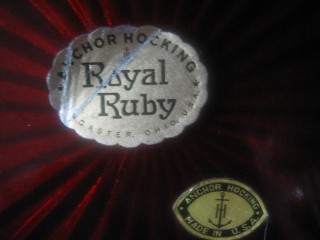 ANCHOR HOCKING
Royal
Ruby
LANCASTER, OHIO, U.S.A.
ANCHOR HOCKING
H
MADE IN U.S.A.